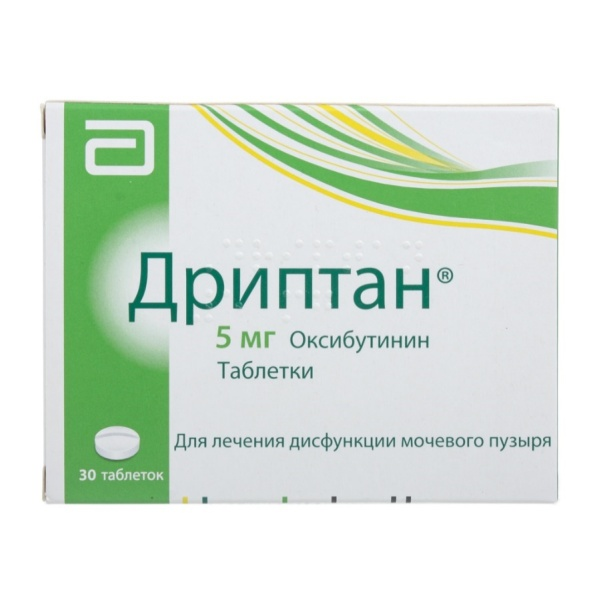 Дриптан®
5 мг Оксибутинин
Таблетки
Для лечения дисфункции мочевого пузыря
30 таблеток